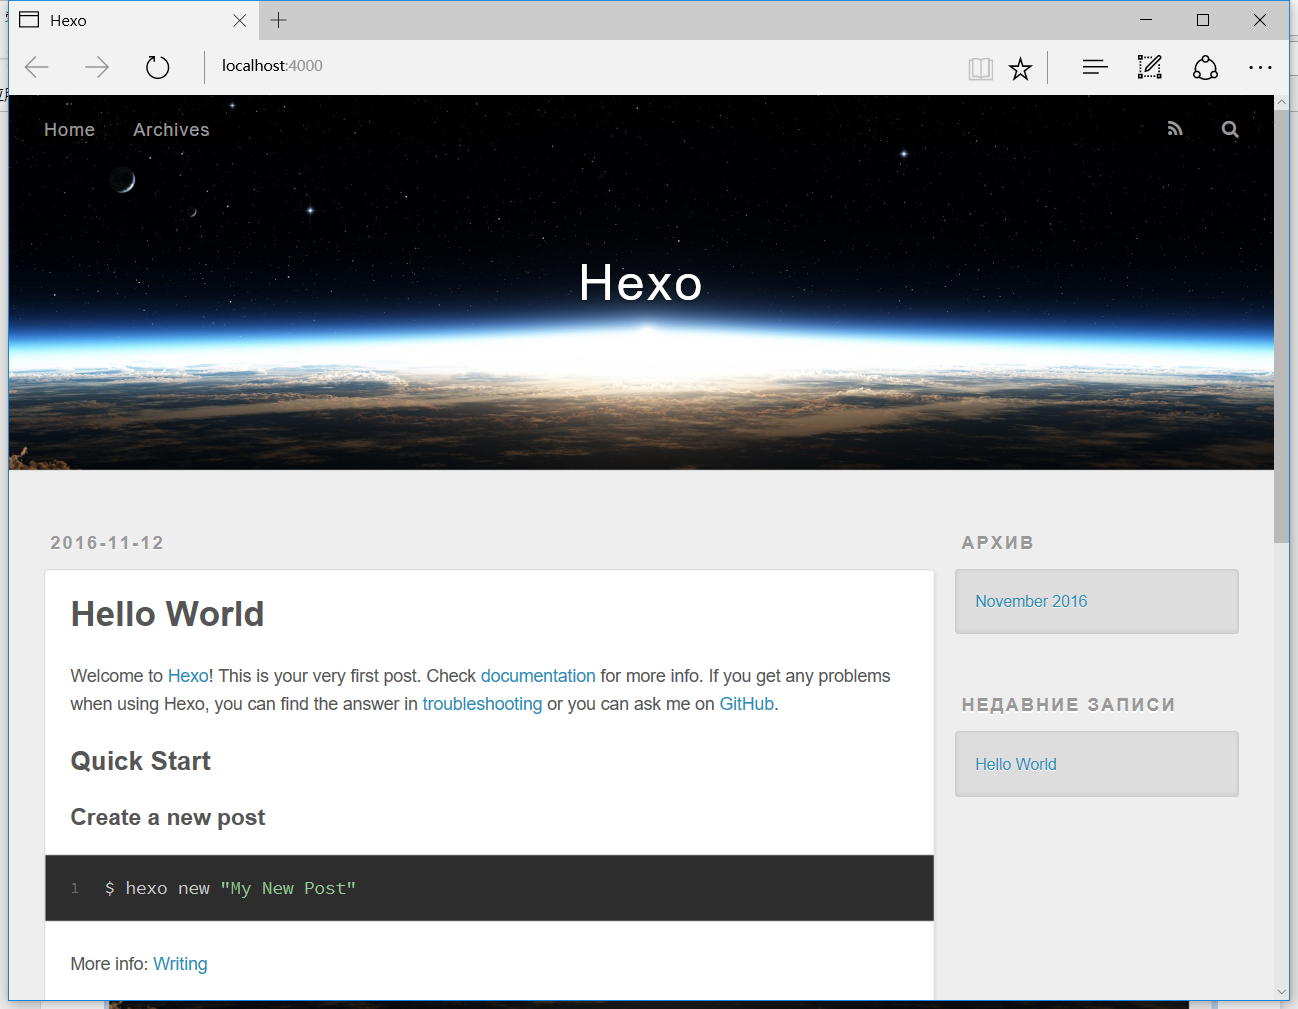 Hexo
localhost:4000
Home Archives
Hexo
2016-11-12
Hello World
Welcome to Hexo! This is your very first post. Check documentation for more info. If you get any problems
when using Hexo, you can find the answer in troubleshooting or you can ask me on GitHub.
Quick Start
Create a new post
1 $ hexo new "My New Post"
More info: Writing
АРХИВ
November 2016
НЕДАВНИЕ ЗАПИСИ
Hello World